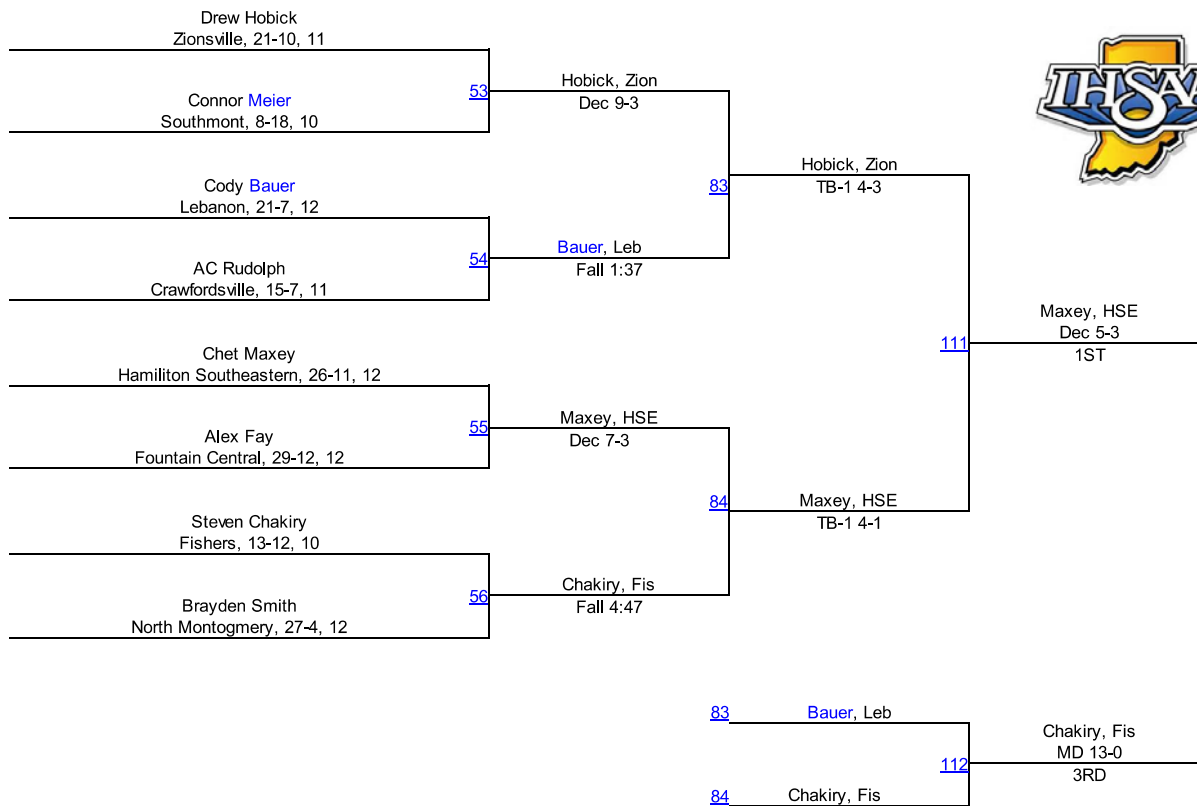 Drew Hobick
Zionsville, 21-10, 11
53
Connor Meier
Southmont, 8-18, 10
Hobick, Zion
Dec 9-3
Cody Bauer
Lebanon, 21-7, 12
54
AC Rudolph
Crawfordsville, 15-7, 11
Bauer, Leb
Fall 1:37
83
Hobick, Zion
TB-1 4-3
Chet Maxey
Hamiliton Southeastern, 26-11, 12
55
Alex Fay
Fountain Central, 29-12, 12
Maxey, HSE
Dec 7-3
Steven Chakiry
Fishers, 13-12, 10
56
Brayden Smith
North Montogmery, 27-4, 12
Chakiry, Fis
Fall 4:47
84
Maxey, HSE
TB-1 4-1
111
Maxey, HSE
Dec 5-3
1ST
83
Bauer, Leb
112
84
Chakiry, Fis
Chakiry, Fis
MD 13-0
3RD
IHSAA